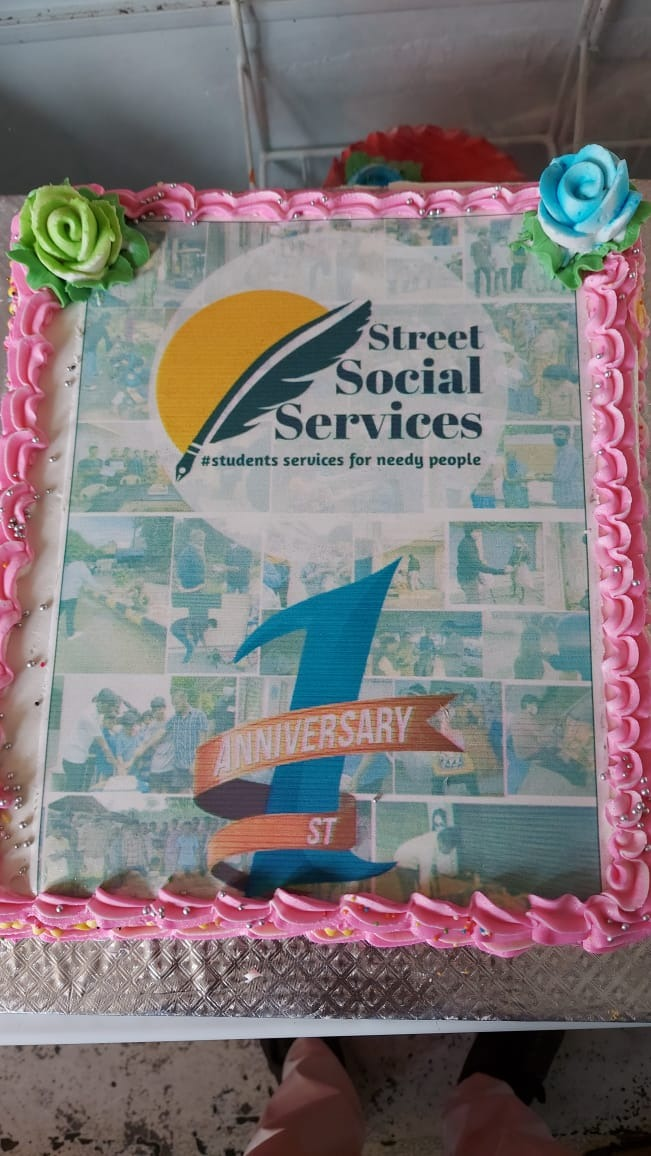 Street
Social
Services
#students services for needy people
1
ANNIVERSARY
ST